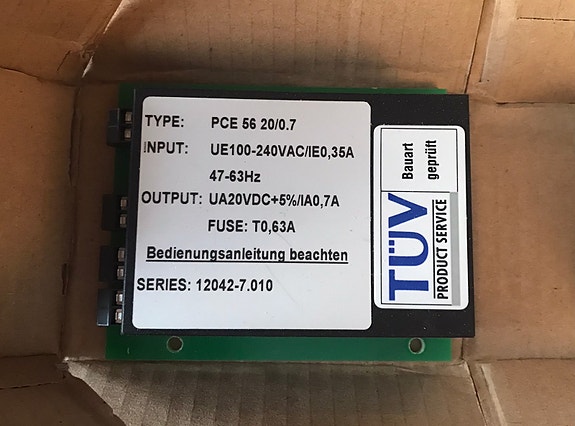 TYPE: PCE 56 20/0.7
INPUT: UE100-240VAC/IE0,35A
47-63Hz
OUTPUT: UA20VDC+5%/IA0,7A
FUSE: T0,63A
Bedienungsanleitung beachten
SERIES: 12042-7.010
TÜV
PRODUCT SERVICE
Bauart
geprüft